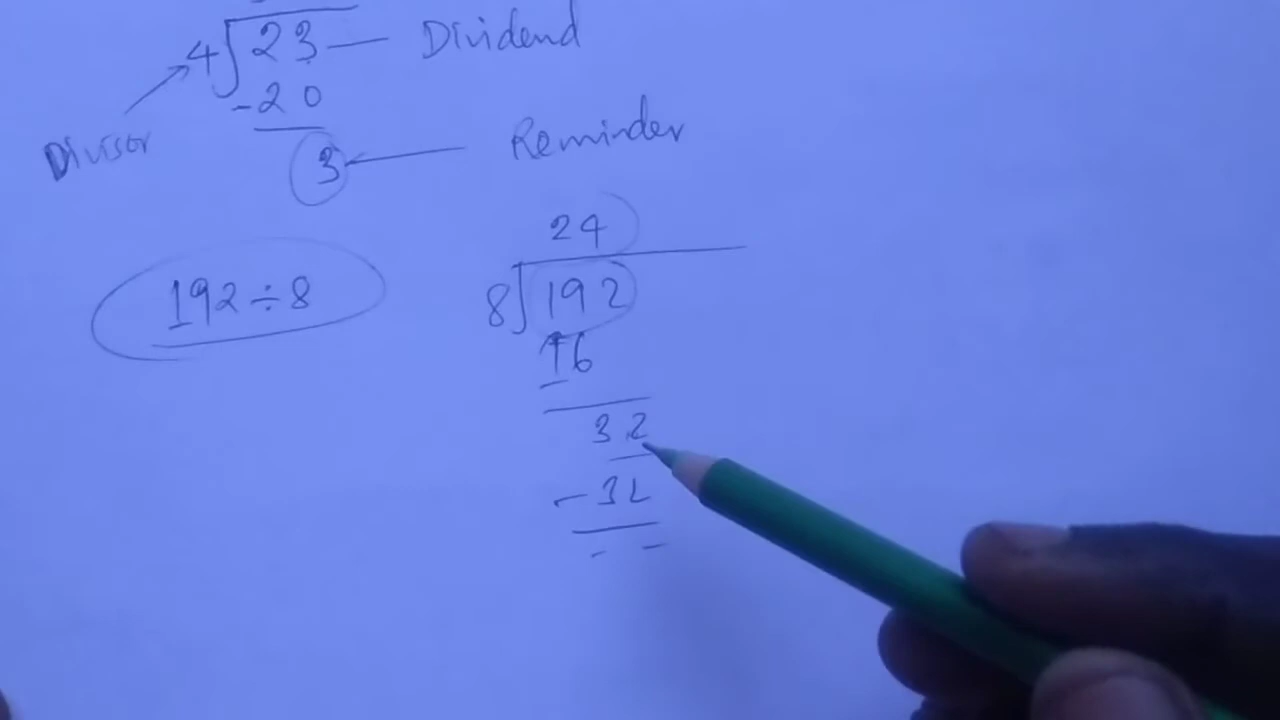 4 23 — Dividend
-20
Divisor
3 Reminder
24
192÷8
8 192
16
32
-32
- -